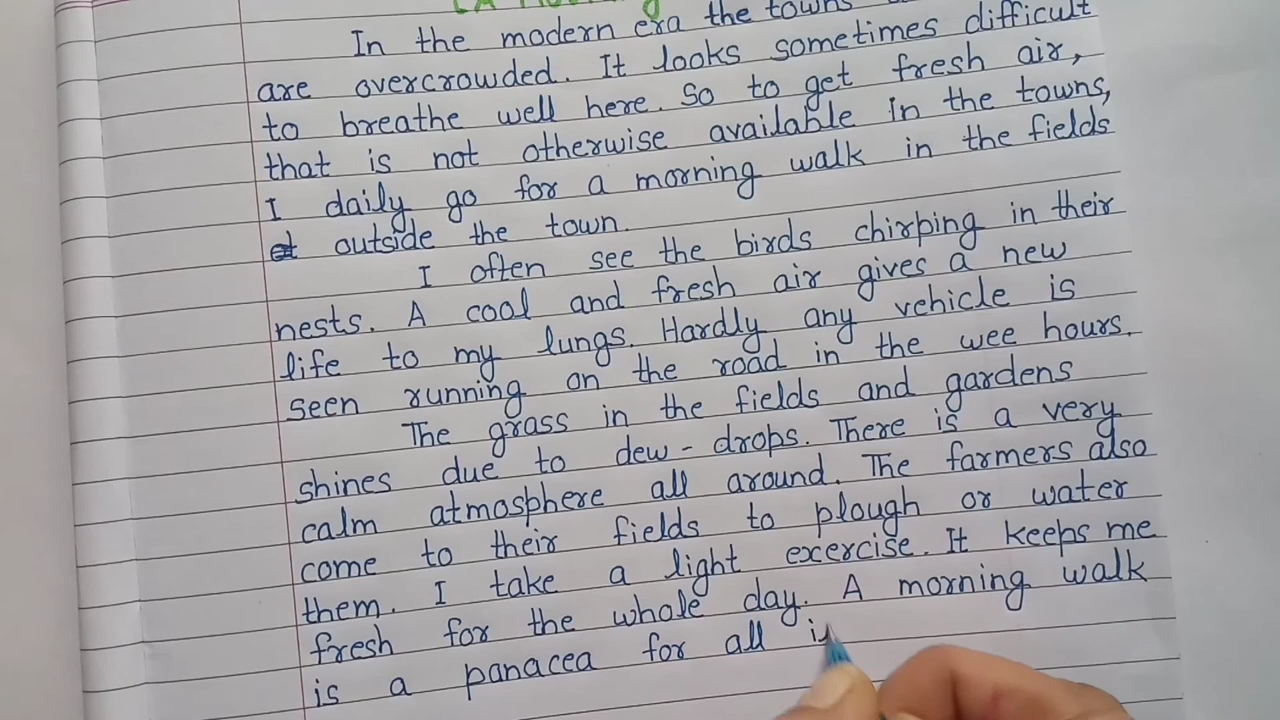 In the modern era the towns
are overcrowded. It looks sometimes difficult
to breathe well here. So to get fresh air,
that is not otherwise available in the towns,
I daily go for a morning walk in the fields
outside the town.
I often see the birds chirping in their
nests. A cool and fresh air gives a new
life to my lungs. Hardly any vehicle is
seen running on the road in the wee hours.
The grass in the fields and gardens
shines due to dew-drops. There is a very
calm atmosphere all around. The farmers also
come to their fields to plough or water
them. I take a light excercise. It keeps me
fresh for the whole day. A morning walk
is a panacea for all